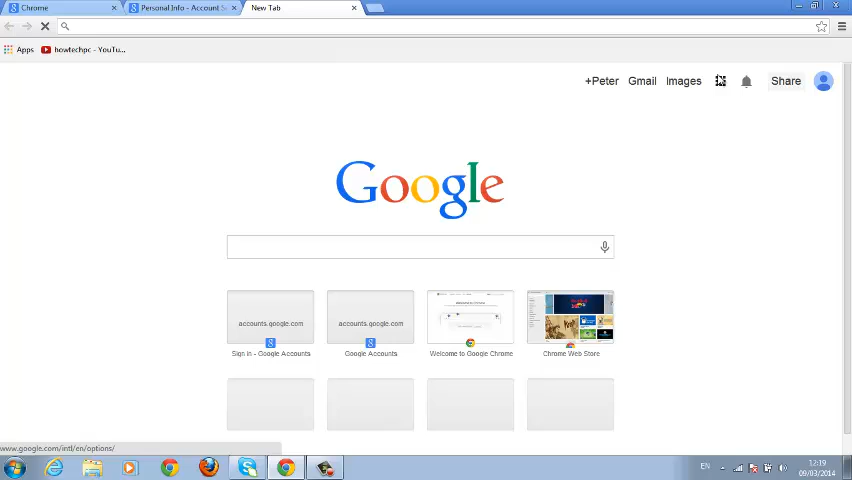 Chrome
Personal Info - Account S
New Tab
Apps
howtechpc - YouTu...
+Peter
Gmail
Images
Share
Google
accounts.google.com
accounts.google.com
Sign in - Google Accounts
Google Accounts
Welcome to Google Chrome
Chrome Web Store
www.google.com/intl/en/options/
EN
12:19
09/03/2014